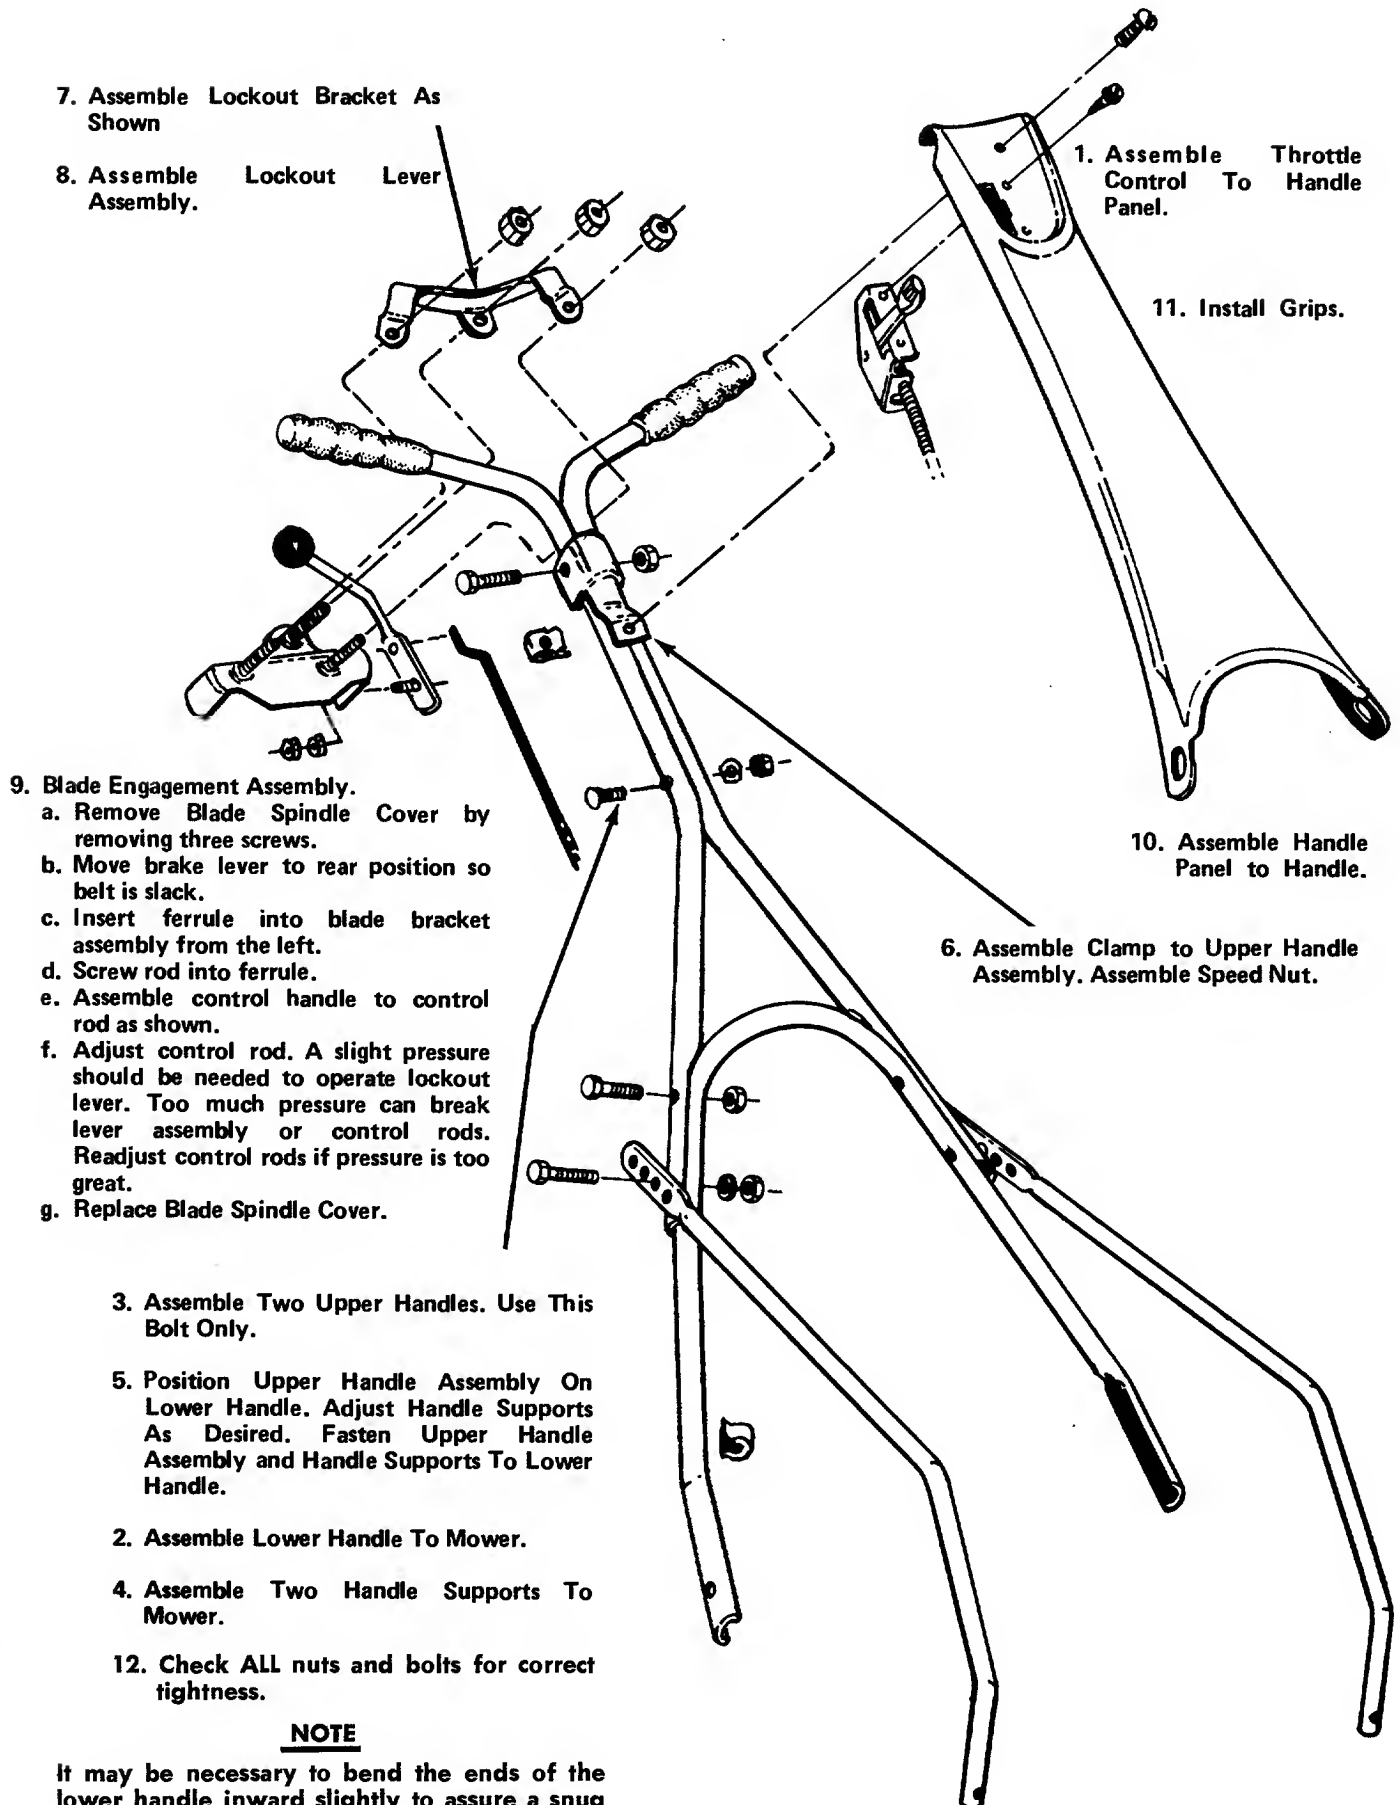 7. Assemble Lockout Bracket As
Shown
8. Assemble Lockout Lever
Assembly.
1. Assemble Throttle
Control To Handle
Panel.
11. Install Grips.
9. Blade Engagement Assembly.
a. Remove Blade Spindle Cover by
removing three screws.
b. Move brake lever to rear position so
belt is slack.
c. Insert ferrule into blade bracket
assembly from the left.
d. Screw rod into ferrule.
e. Assemble control handle to control
rod as shown.
f. Adjust control rod. A slight pressure
should be needed to operate lockout
lever. Too much pressure can break
lever assembly or control rods.
Readjust control rods if pressure is too
great.
g. Replace Blade Spindle Cover.
10. Assemble Handle
Panel to Handle.
6. Assemble Clamp to Upper Handle
Assembly. Assemble Speed Nut.
3. Assemble Two Upper Handles. Use This
Bolt Only.
5. Position Upper Handle Assembly On
Lower Handle. Adjust Handle Supports
As Desired. Fasten Upper Handle
Assembly and Handle Supports To Lower
Handle.
2. Assemble Lower Handle To Mower.
4. Assemble Two Handle Supports To
Mower.
12. Check ALL nuts and bolts for correct
tightness.
NOTE
It may be necessary to bend the ends of the
lower handle inward slightly to assure a snug